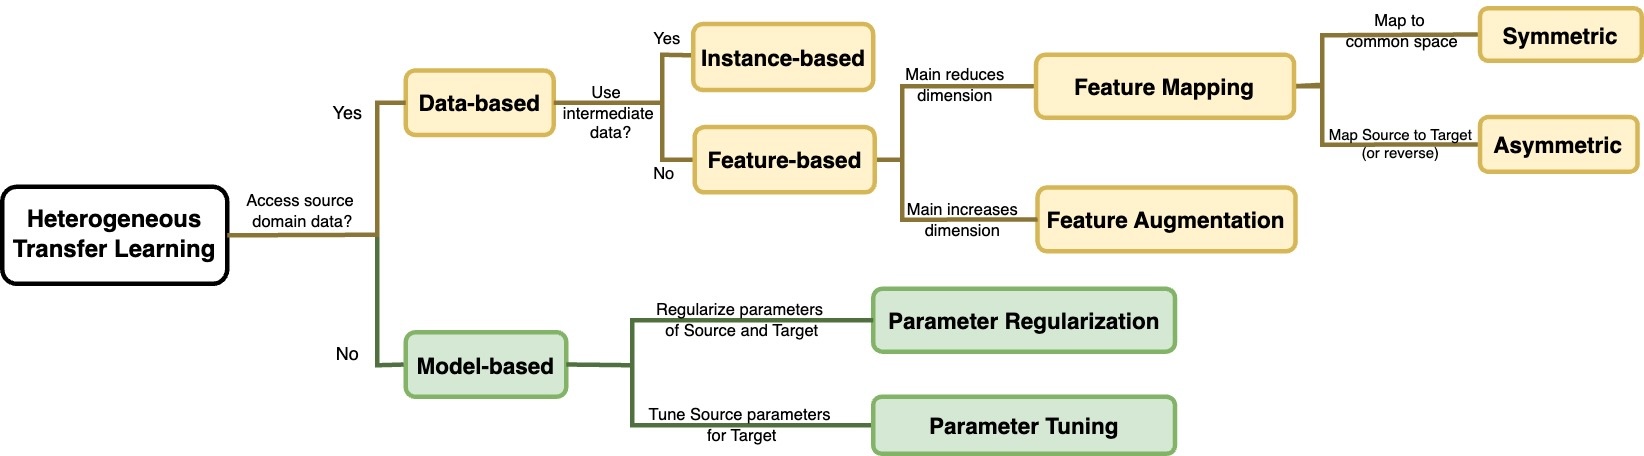 Heterogeneous
Transfer Learning
Access source
domain data?
Yes
No
Data-based
Use
intermediate
data?
Yes
No
Instance-based
Feature-based
Main reduces
dimension
Main increases
dimension
Feature Mapping
Feature Augmentation
Map to
common space
Map Source to Target
(or reverse)
Symmetric
Asymmetric
Model-based
Regularize parameters
of Source and Target
Parameter Regularization
Tune Source parameters
for Target
Parameter Tuning